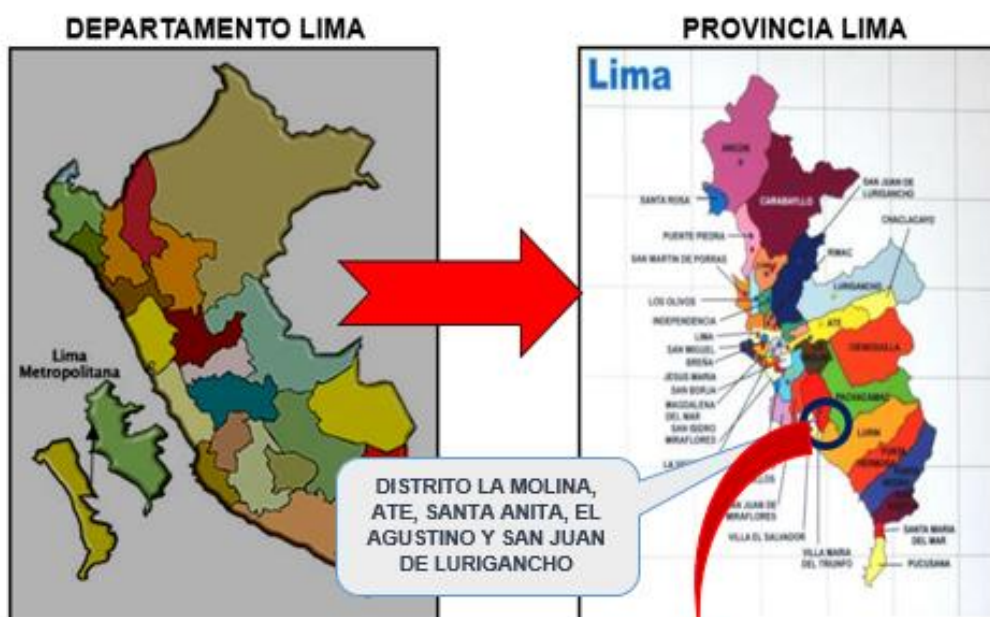 DEPARTAMENTO LIMA
PROVINCIA LIMA
Lima
Metropolitana
DISTRITO LA MOLINA,
ATE, SANTA ANITA, EL
AGUSTINO Y SAN JUAN
DE LURIGANCHO
Lima
ANCON
SANTA ROSA
CARABAYLLO
SAN JUAN DE
LURIGANCHO
CHACLACAYO
PUENTE PIEDRA
RIMAC
SAN MARTIN DE PORRAS
LURIGANCHO
LOS OLIVOS
INDEPENDENCIA
ATE
LIMA
CIENEGUILLA
SAN MIGUEL
BREÑA
JESUS MARIA
SAN BORJA
PACHACAMAC
MAGDALENA
DEL MAR
SAN ISIDRO
MIRAFLORES
LURIN
PUNTA
HERMOSA
SAN JUAN DE
MIRAFLORES
VILLA EL SALVADOR
SANTA MARIA
DEL MAR
VILLA MARIA
DEL TRIUNFO
PUCUSANA